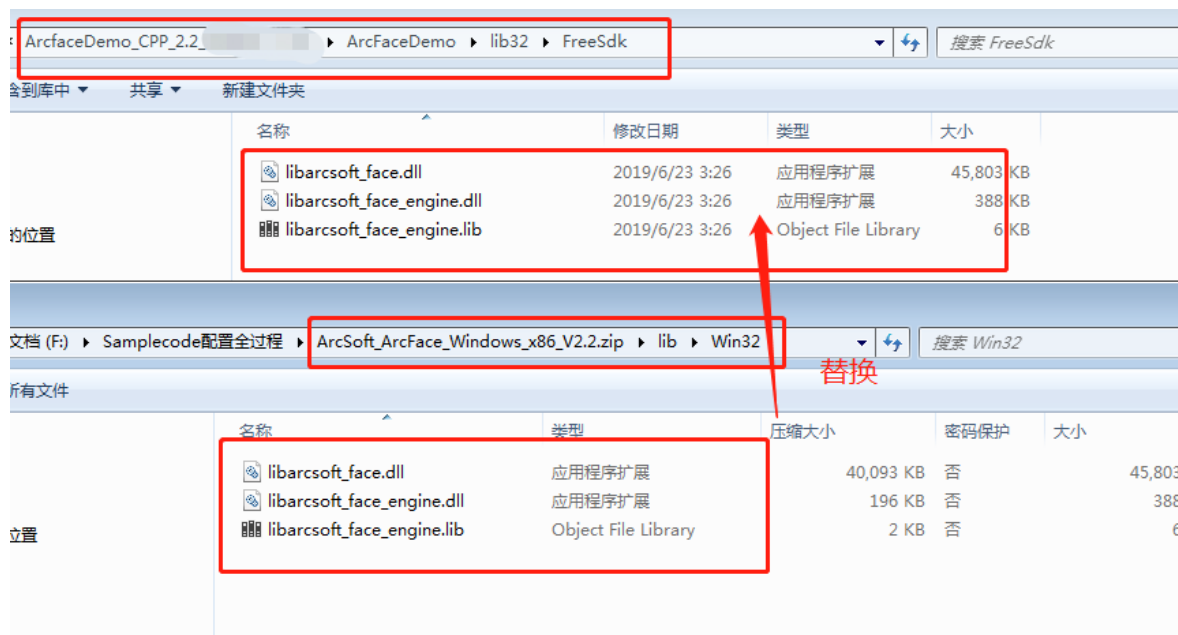 ArcfaceDemo_CPP_2.2_ ArcFaceDemo lib32 FreeSdk 搜索 FreeSdk
含到库中 共享 新建文件夹
名称 修改日期 类型 大小
libarcsoft_face.dll 2019/6/23 3:26 应用程序扩展 45,803 KB
libarcsoft_face_engine.dll 2019/6/23 3:26 应用程序扩展 388 KB
libarcsoft_face_engine.lib 2019/6/23 3:26 Object File Library 6 KB
的位置
文档 (F:) Samplecode配置全过程 ArcSoft_ArcFace_Windows_x86_V2.2.zip lib Win32 搜索 Win32
替换
所有文件
名称 类型 压缩大小 密码保护 大小
libarcsoft_face.dll 应用程序扩展 40,093 KB 否 45,803
libarcsoft_face_engine.dll 应用程序扩展 196 KB 否 388
libarcsoft_face_engine.lib Object File Library 2 KB 否 6
位置